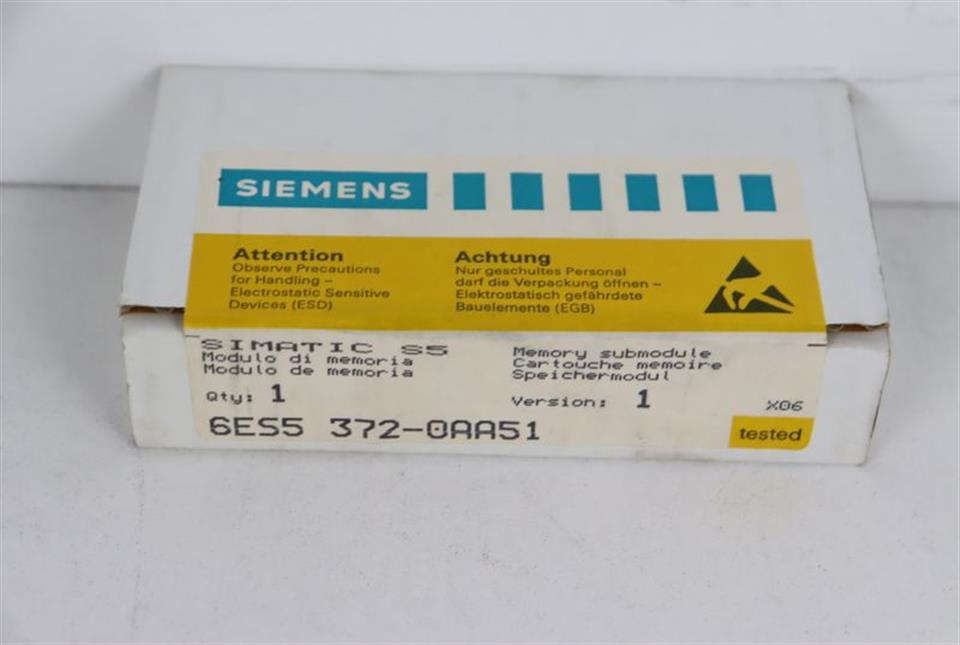 SIEMENS
Attention
Observe Precautions
for Handling –
Electrostatic Sensitive
Devices (ESD)
Achtung
Nur geschultes Personal
darf die Verpackung öffnen –
Elektrostatisch gefährdete
Bauelemente (EGB)
SIMATIC S5
Modulo di memoria
Modulo de memoria
Memory submodule
Cartouche memoire
Speichermodul
Qty: 1
Version: 1
X06
6ES5 372-0AA51
tested